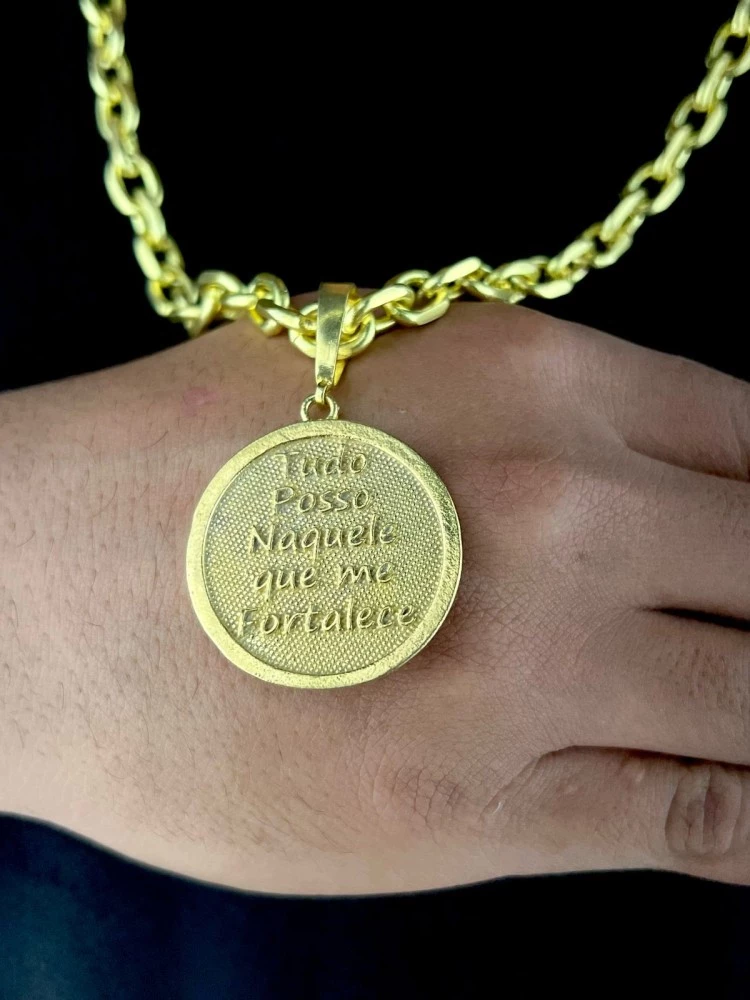 Tudo
Posso
Naquele
que me
Fortalece